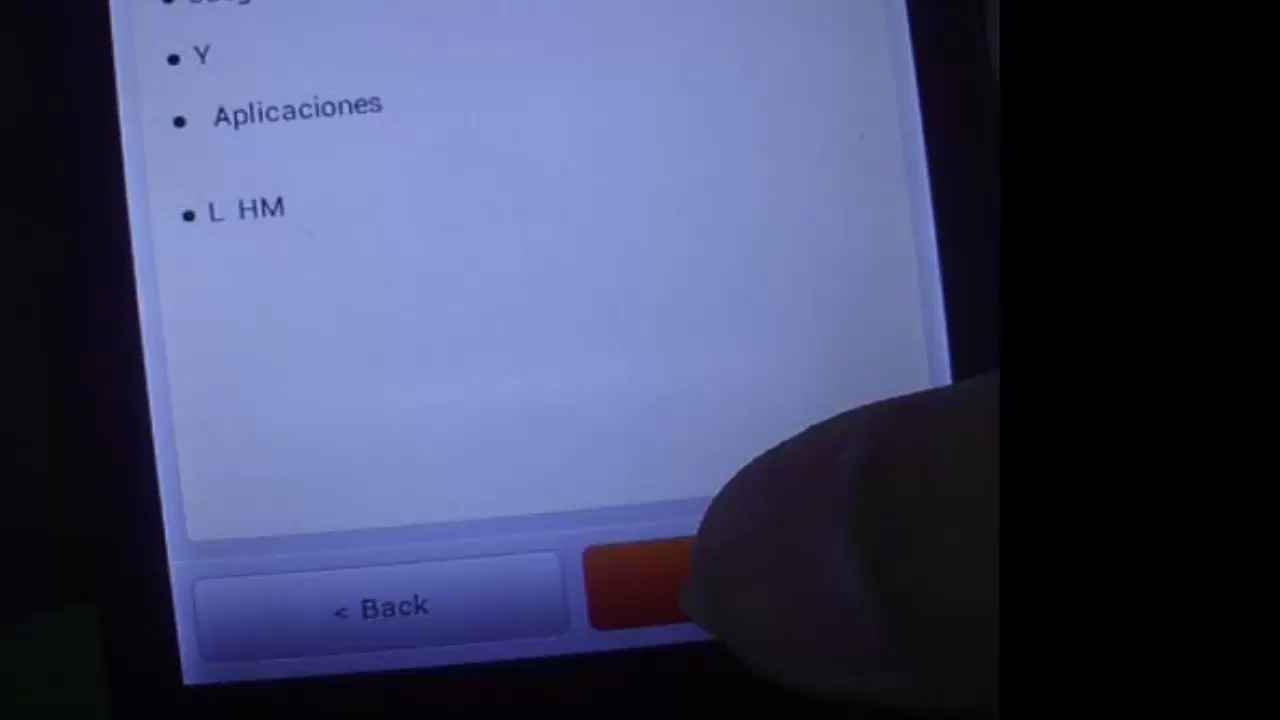 • Y
• Aplicaciones
• L HM
< Back